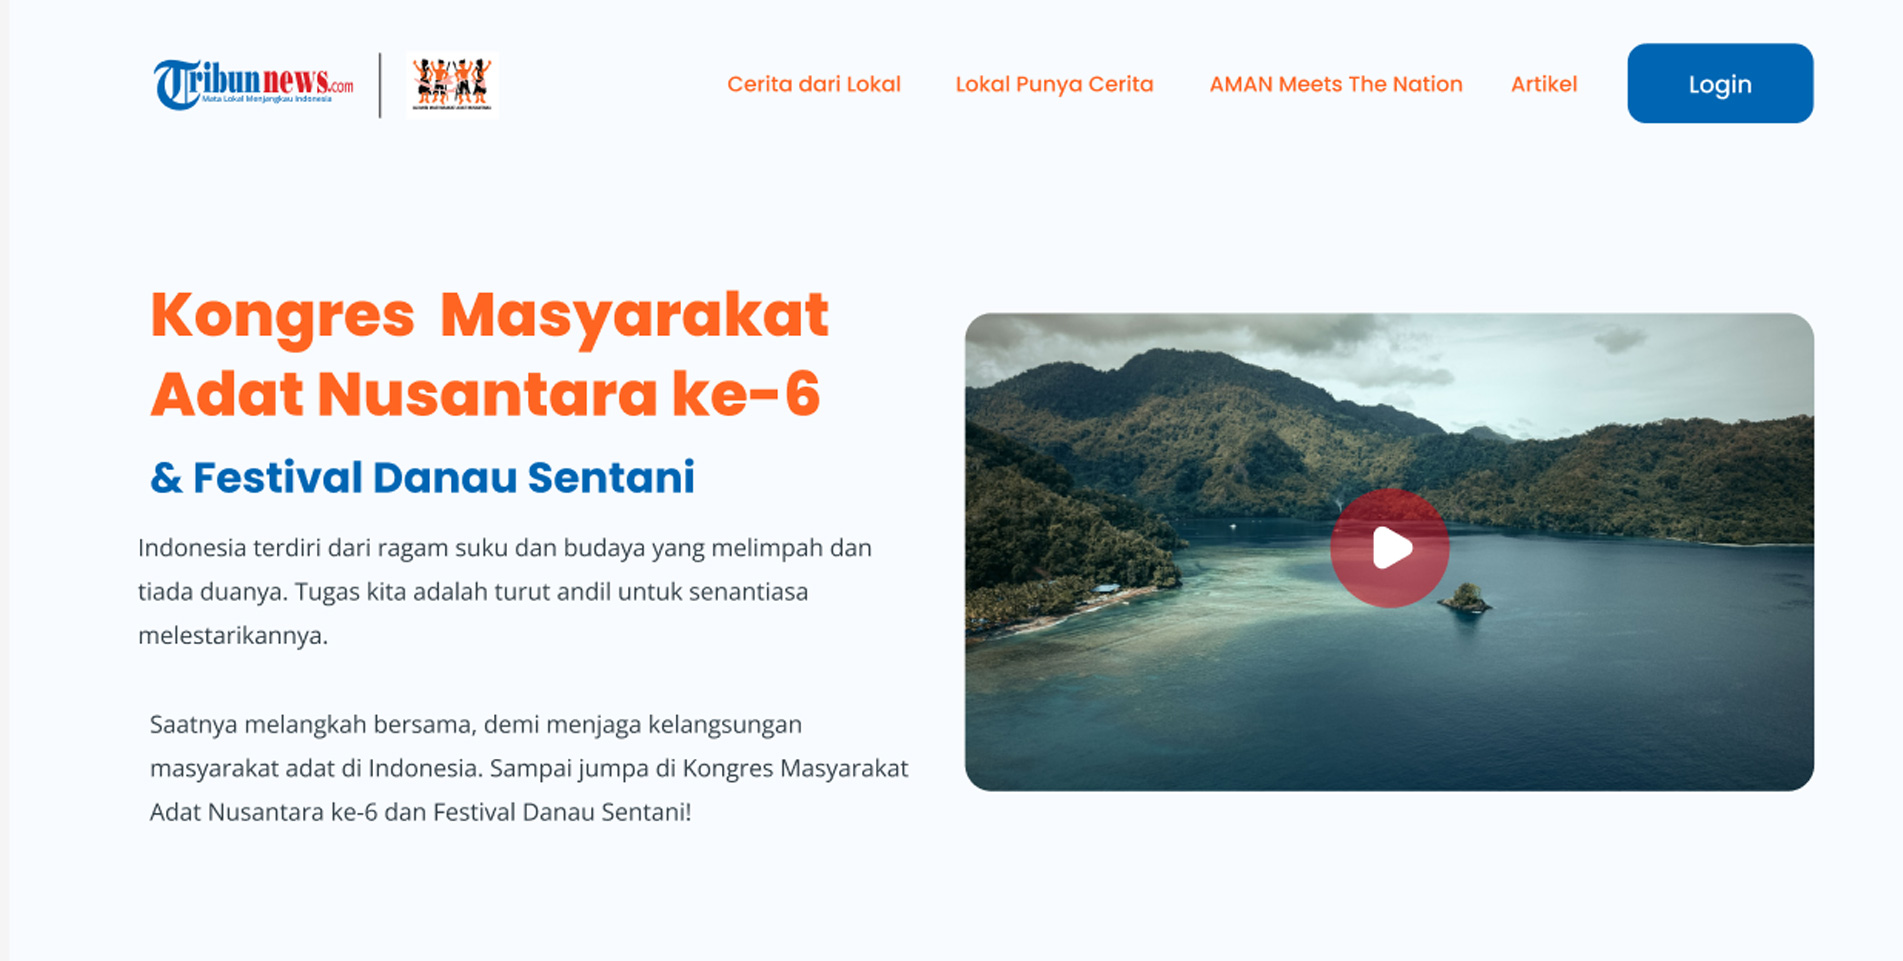 Tribunnews.com
Mata Lokal Menjangkau Indonesia
Cerita dari Lokal
Lokal Punya Cerita
AMAN Meets The Nation
Artikel
Login
Kongres Masyarakat
Adat Nusantara ke-6
& Festival Danau Sentani
Indonesia terdiri dari ragam suku dan budaya yang melimpah dan
tiada duanya. Tugas kita adalah turut andil untuk senantiasa
melestarikannya.
Saatnya melangkah bersama, demi menjaga kelangsungan
masyarakat adat di Indonesia. Sampai jumpa di Kongres Masyarakat
Adat Nusantara ke-6 dan Festival Danau Sentani!